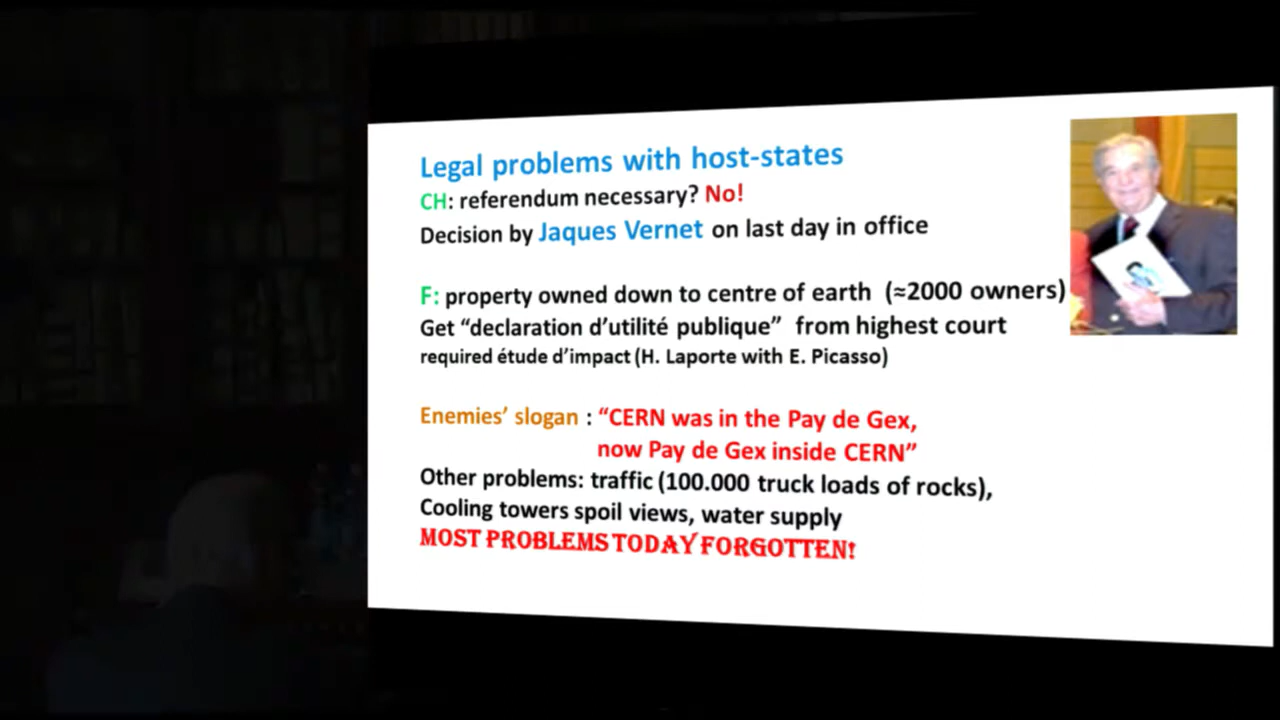 Legal problems with host-states
CH: referendum necessary? No!
Decision by Jaques Vernet on last day in office
F: property owned down to centre of earth (≈2000 owners)
Get “declaration d’utilité publique” from highest court
required étude d’impact (H. Laporte with E. Picasso)
Enemies’ slogan : “CERN was in the Pay de Gex,
now Pay de Gex inside CERN”
Other problems: traffic (100.000 truck loads of rocks),
Cooling towers spoil views, water supply
MOST PROBLEMS TODAY FORGOTTEN!